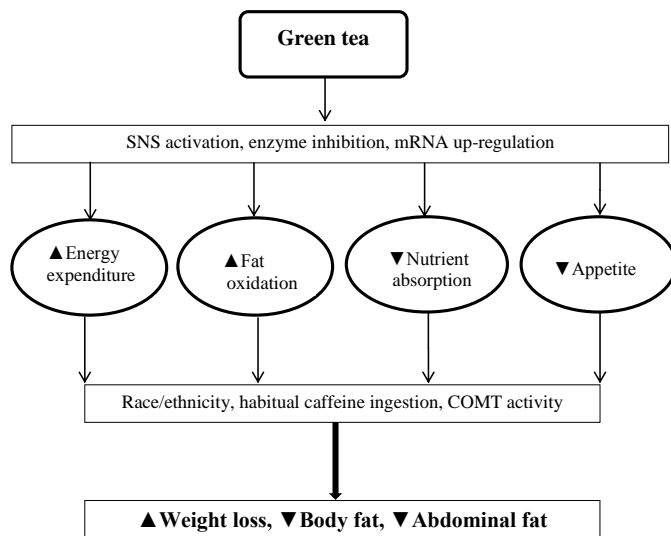 Green tea
SNS activation, enzyme inhibition, mRNA up-regulation
▲Energy
expenditure
▲Fat
oxidation
▼Nutrient
absorption
▼Appetite
Race/ethnicity, habitual caffeine ingestion, COMT activity
▲Weight loss, ▼Body fat, ▼Abdominal fat